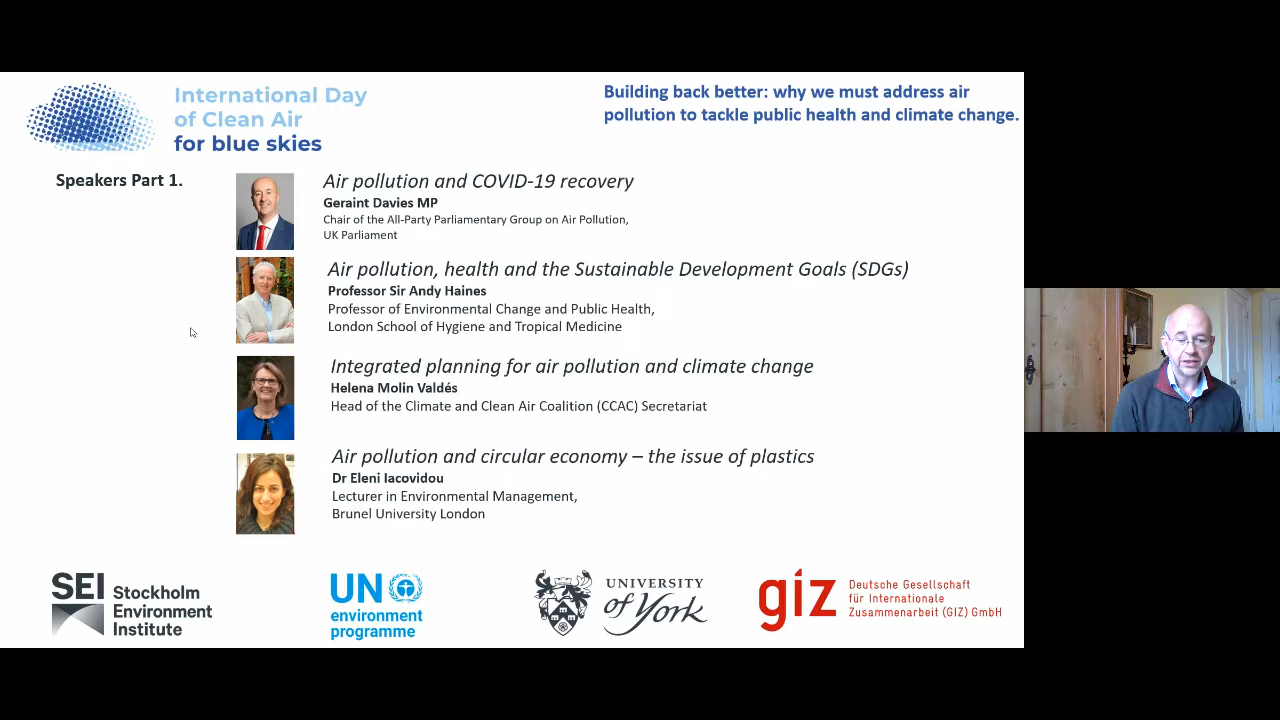 International Day
of Clean Air
for blue skies
Building back better: why we must address air
pollution to tackle public health and climate change.
Speakers Part 1.
Air pollution and COVID-19 recovery
Geraint Davies MP
Chair of the All-Party Parliamentary Group on Air Pollution,
UK Parliament
Air pollution, health and the Sustainable Development Goals (SDGs)
Professor Sir Andy Haines
Professor of Environmental Change and Public Health,
London School of Hygiene and Tropical Medicine
Integrated planning for air pollution and climate change
Helena Molin Valdés
Head of the Climate and Clean Air Coalition (CCAC) Secretariat
Air pollution and circular economy – the issue of plastics
Dr Eleni Iacovidou
Lecturer in Environmental Management,
Brunel University London
SEI Stockholm
Environment
Institute
UN
environment
programme
UNIVERSITY
of York
giz
Deutsche Gesellschaft
für Internationale
Zusammenarbeit (GIZ) GmbH